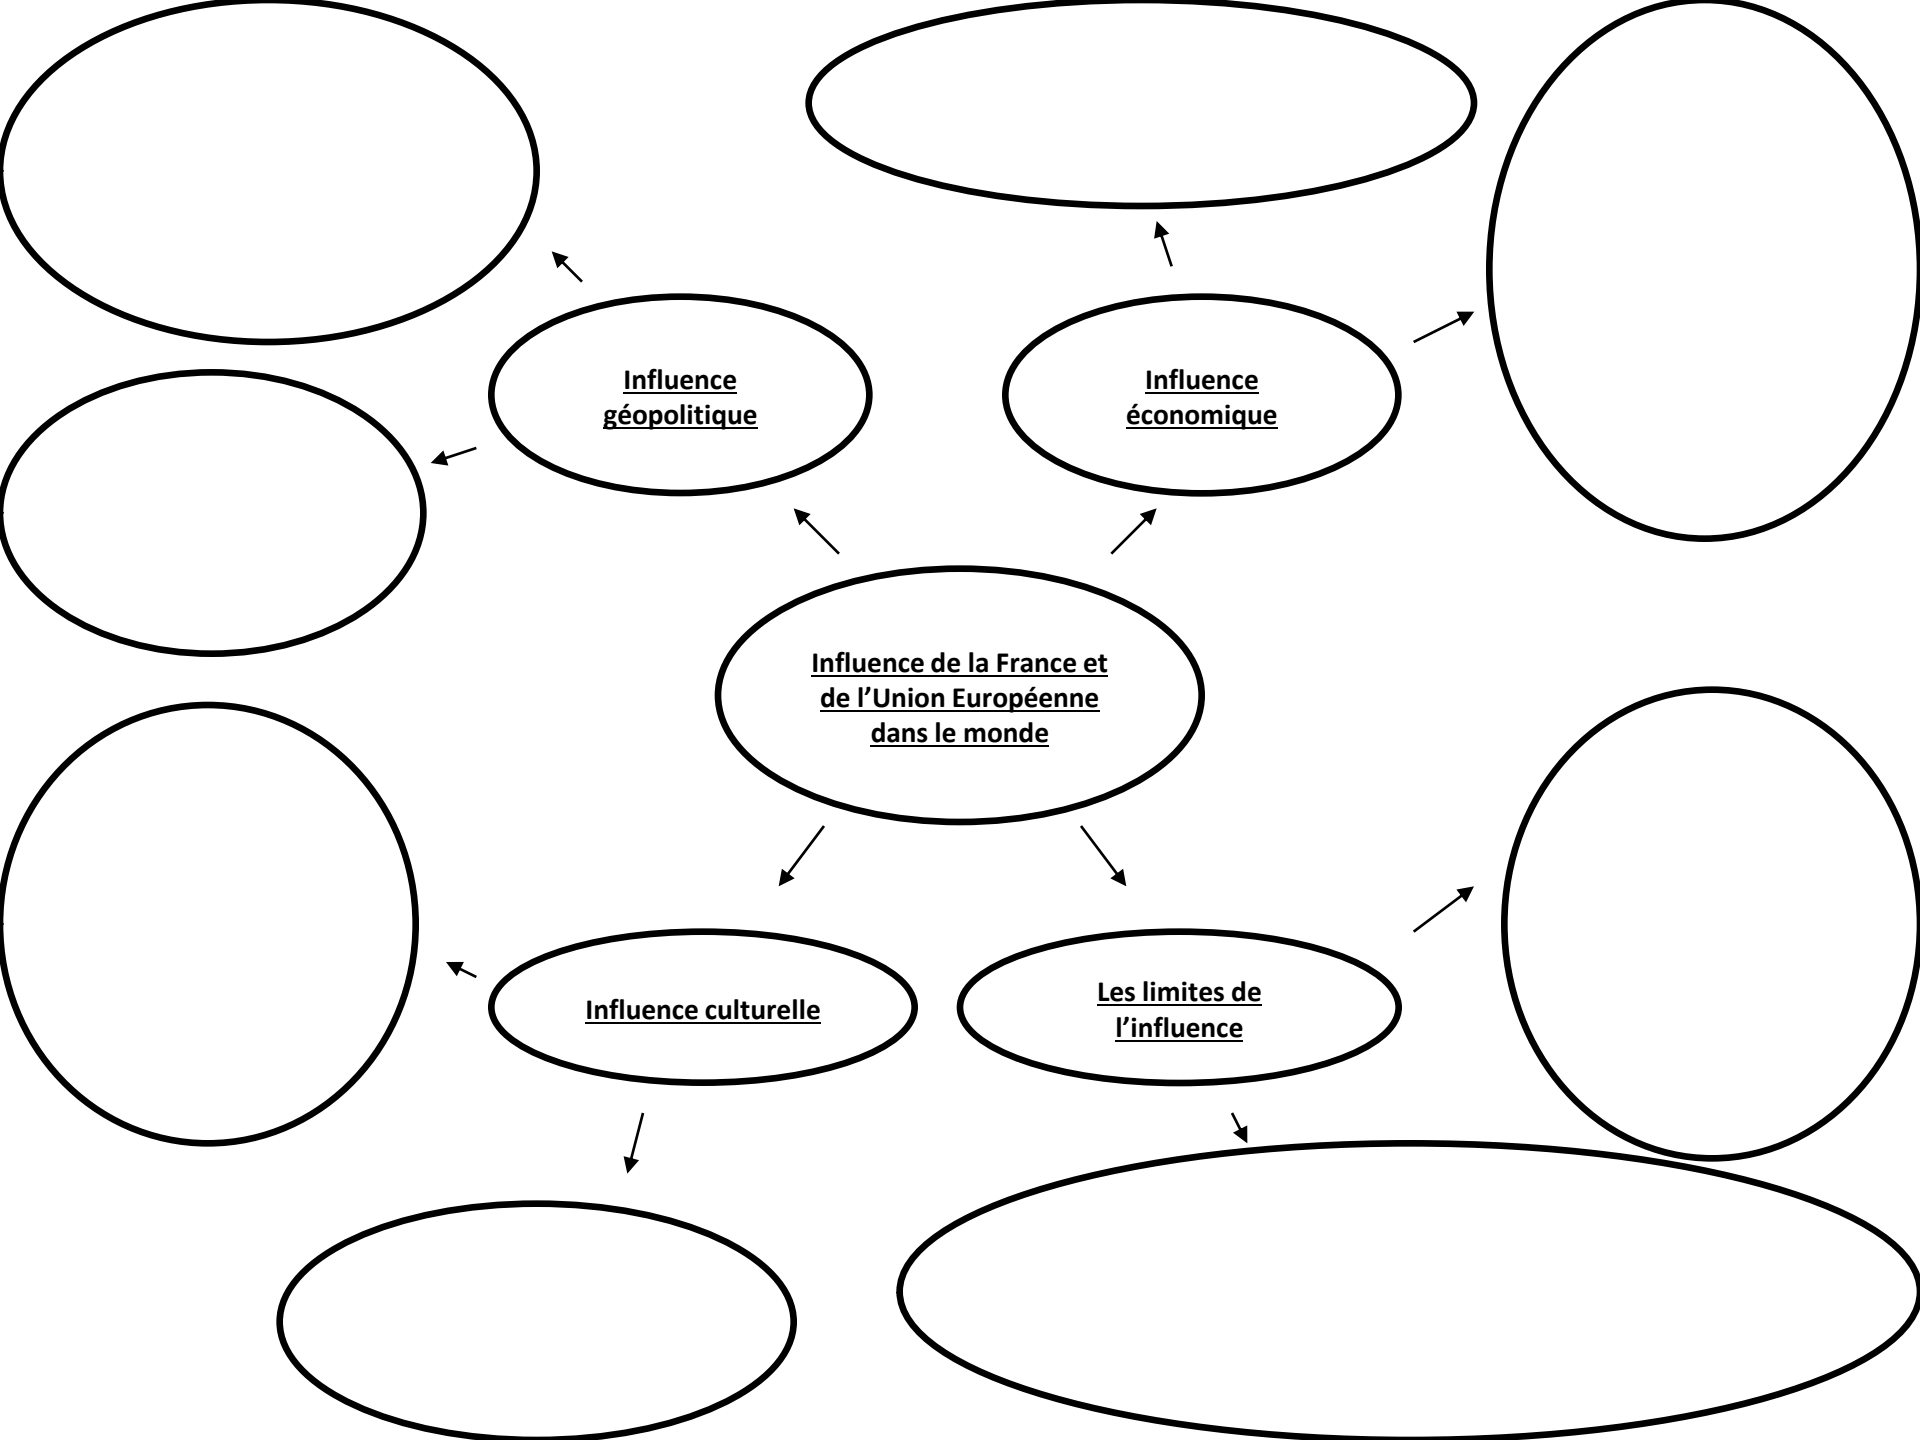 Influence
géopolitique
Influence
économique
Influence de la France et
de l’Union Européenne
dans le monde
Influence culturelle
Les limites de
l’influence